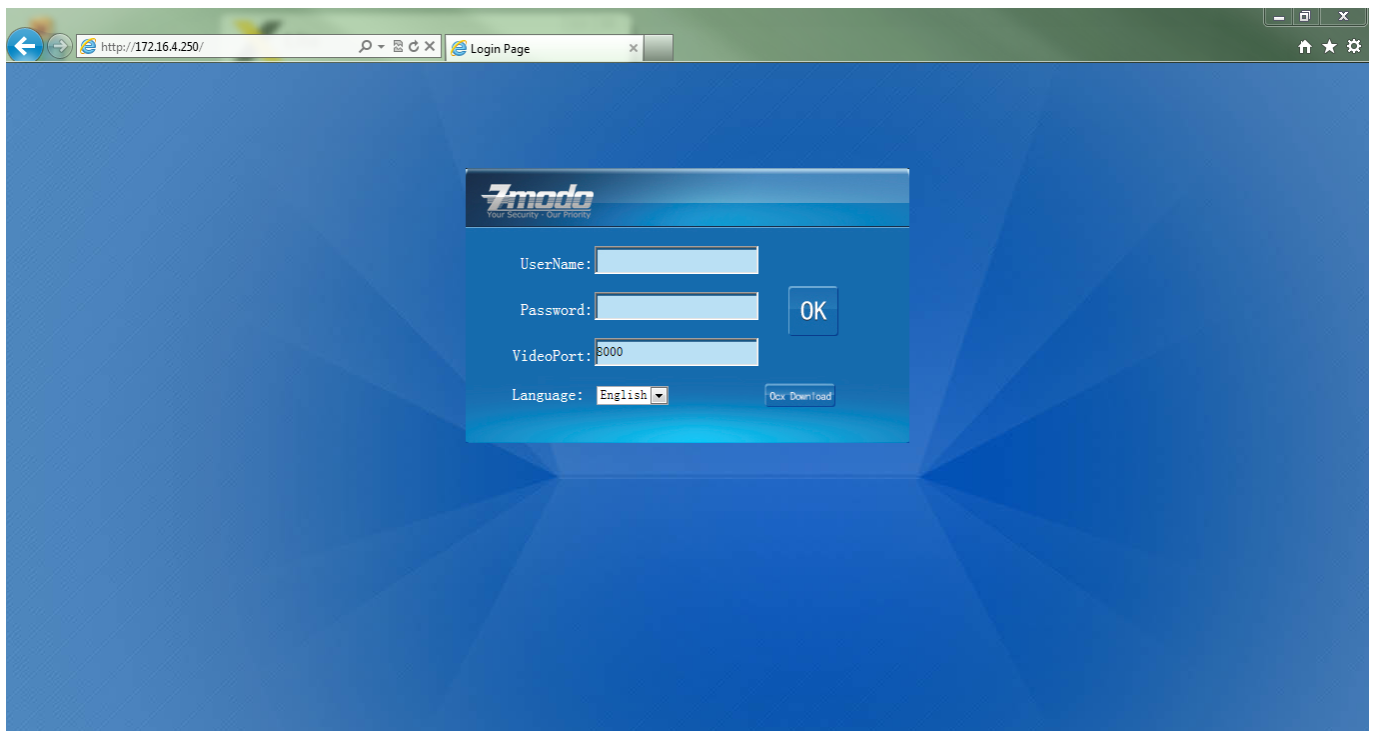 http://172.16.4.250/
Login Page
Zmodo
Your Security - Our Priority
UserName:
Password:
OK
VideoPort: 8000
Language: English
Ocx Download